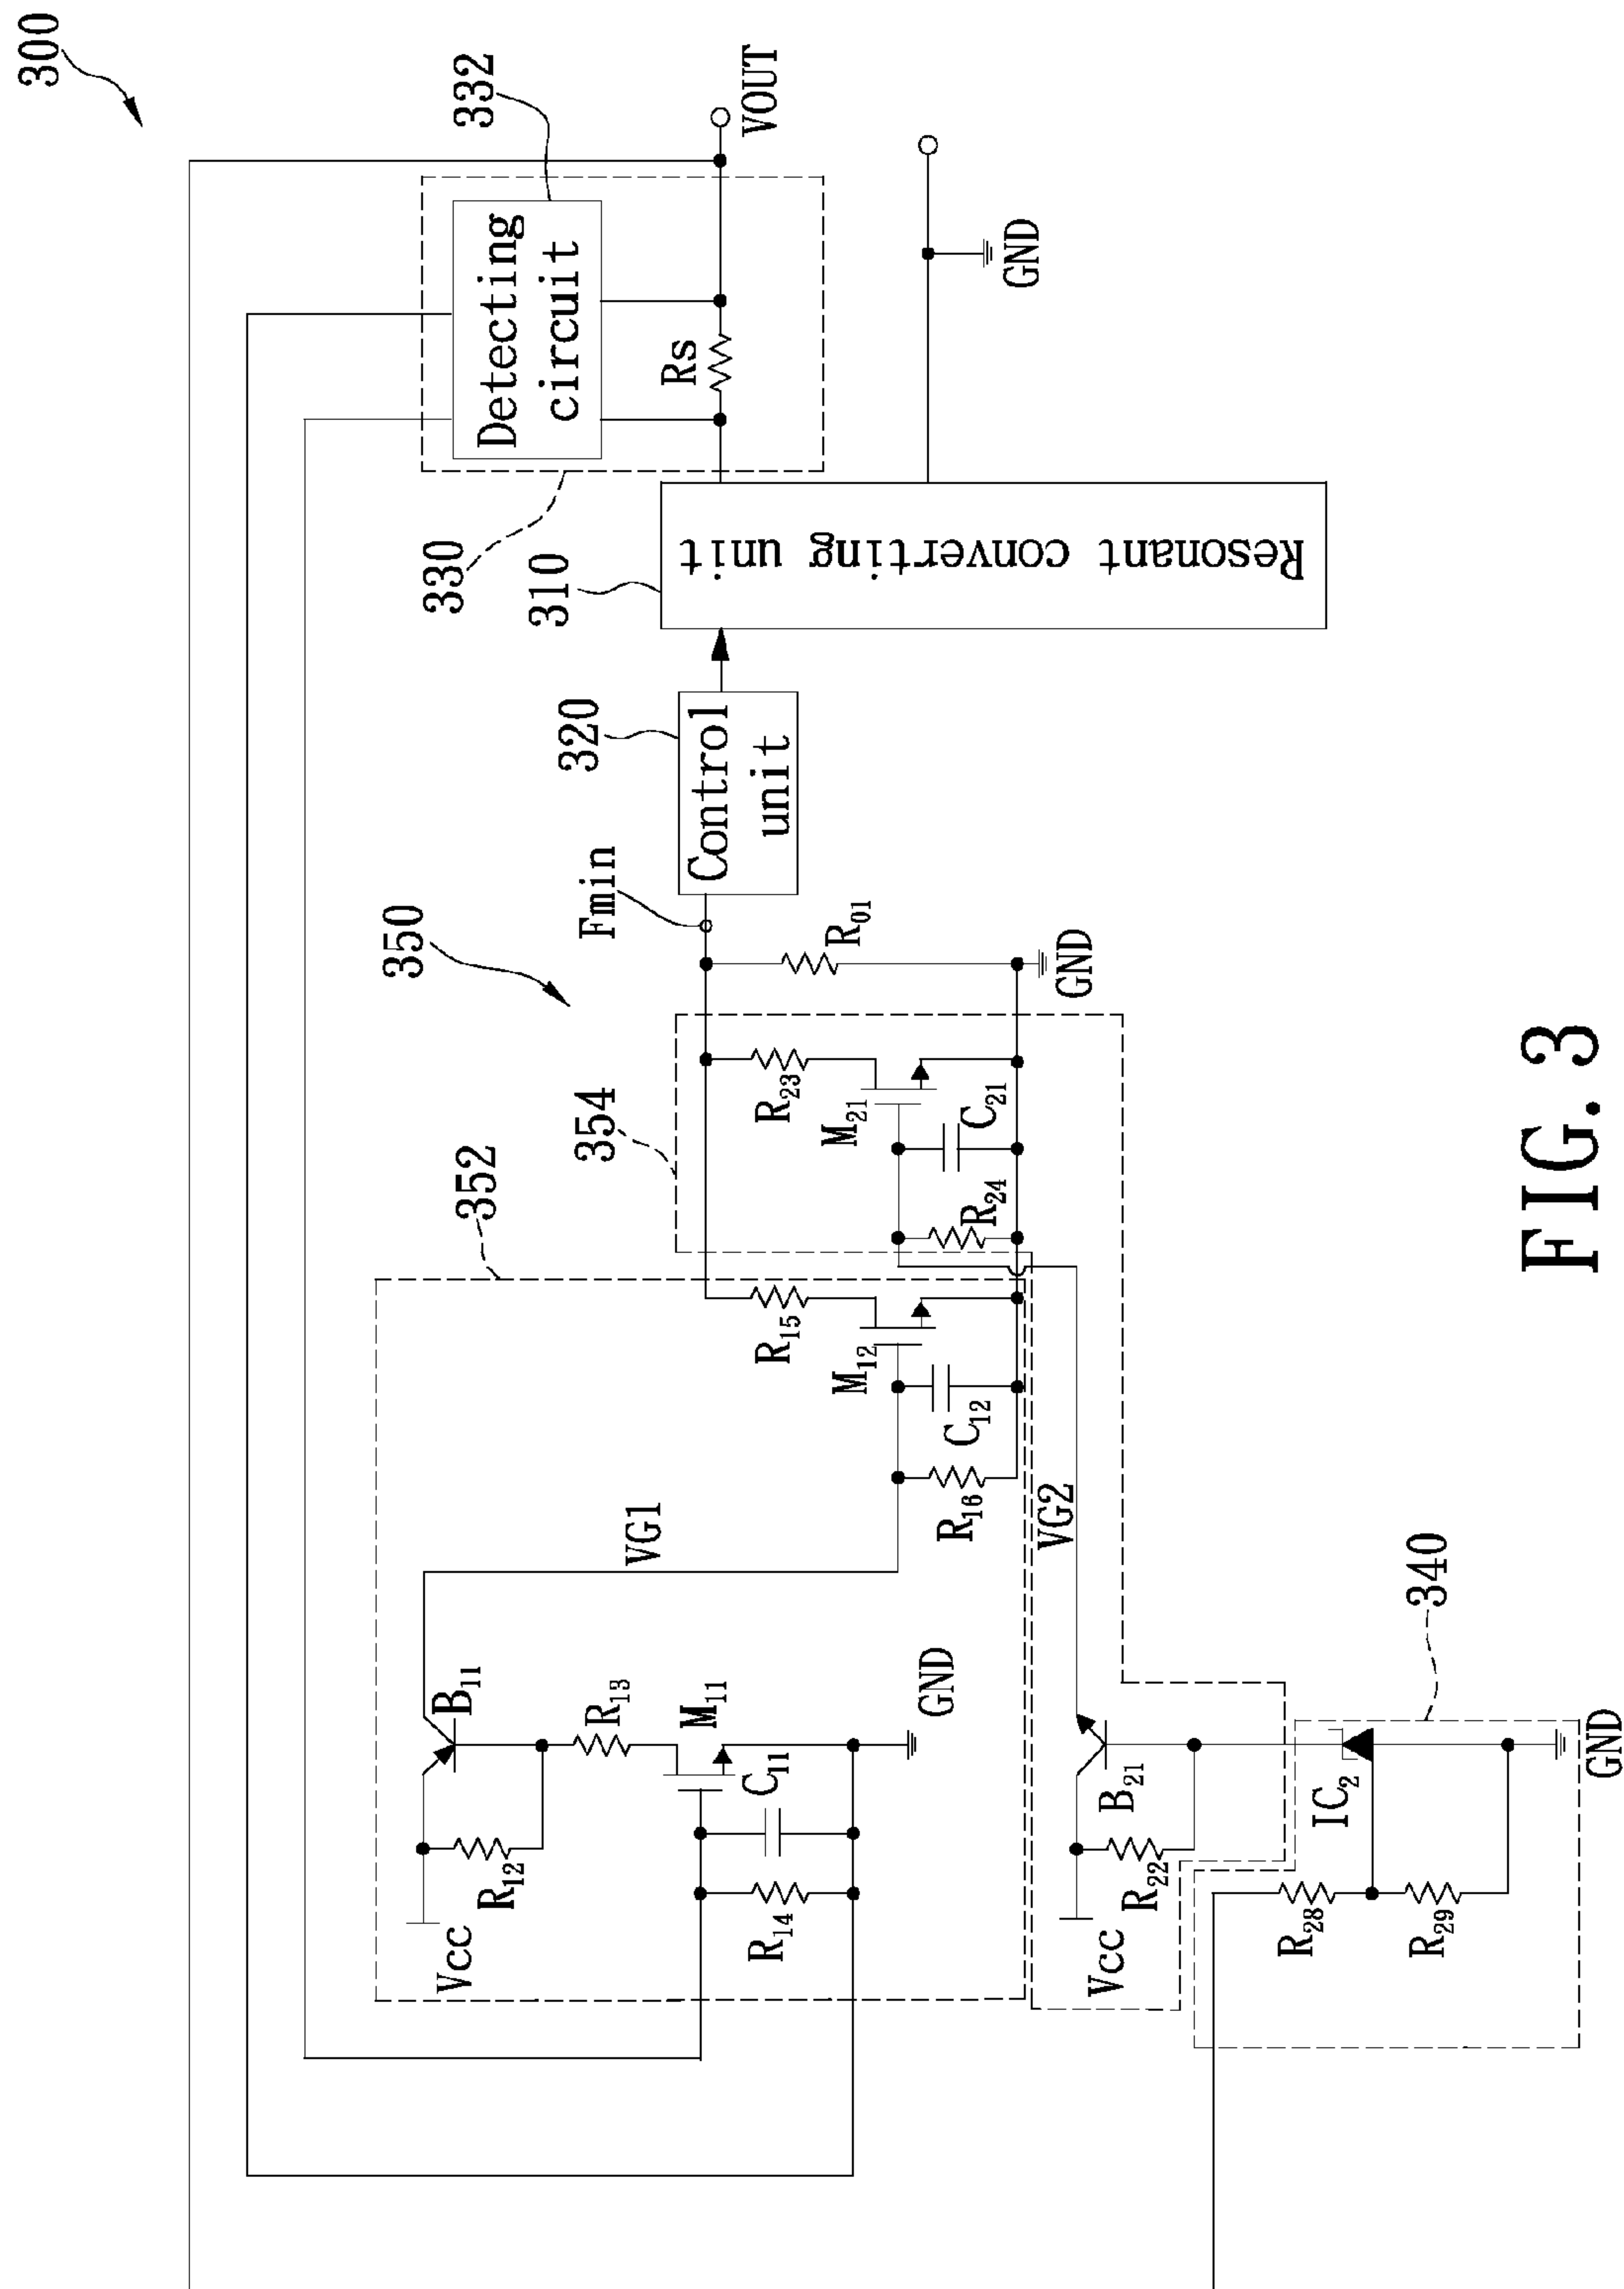 300
332
Detecting
circuit
VOUT
Rs
330
GND
310
Resonant converting unit
320
Control
unit
Fmin
350
R01
GND
354
R23
M21
C21
R24
352
R15
M12
C12
R16
VG1
VG2
B11
R13
M11
C11
GND
R12
R14
Vcc
B21
R22
Vcc
340
IC2
R28
R29
GND
FIG. 3